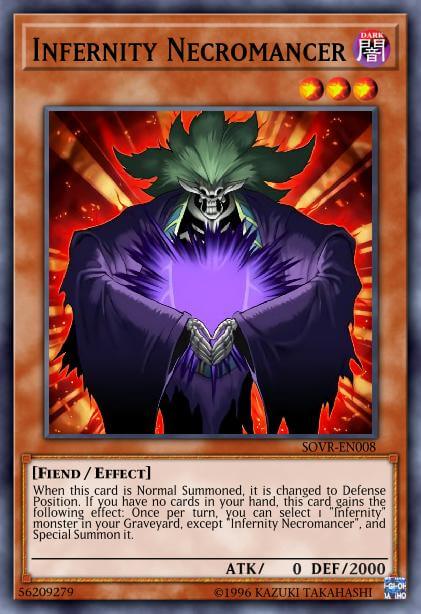 INFERNITY NECROMANCER
DARK
闇
SOVR-EN008
[FIEND / EFFECT]
When this card is Normal Summoned, it is changed to Defense
Position. If you have no cards in your hand, this card gains the
following effect: Once per turn, you can select 1 "Infernity"
monster in your Graveyard, except "Infernity Necromancer", and
Special Summon it.
ATK/ 0 DEF/2000
56209279
©1996 KAZUKI TAKAHASHI